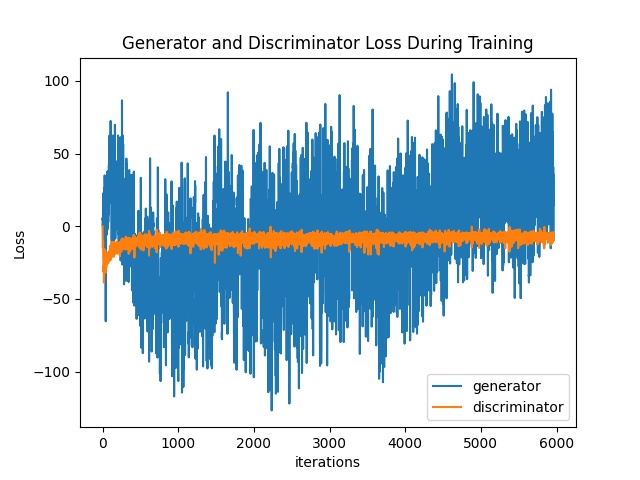 Generator and Discriminator Loss During Training
100
50
0
−50
−100
Loss
generator
discriminator
0 1000 2000 3000 4000 5000 6000
iterations